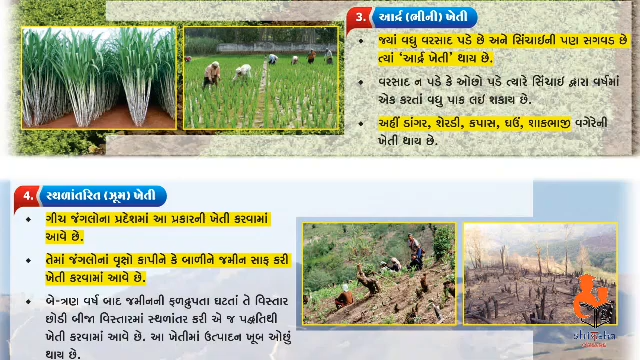 3. આર્દ્ર (ભીની) ખેતી
જ્યાં વધુ વરસાદ પડે છે અને સિંચાઈની પણ સગવડ છે
ત્યાં ‘આર્દ્ર ખેતી’ થાય છે.
વરસાદ ન પડે કે ઓછો પડે ત્યારે સિંચાઈ દ્વારા વર્ષમાં
એક કરતાં વધુ પાક લઈ શકાય છે.
અહીં ડાંગર, શેરડી, કપાસ, ઘઉં, શાકભાજી વગેરેની
ખેતી થાય છે.
4. સ્થળાંતરિત (ઝૂમ) ખેતી
ગીચ જંગલોના પ્રદેશમાં આ પ્રકારની ખેતી કરવામાં
આવે છે.
તેમાં જંગલોનાં વૃક્ષો કાપીને કે બાળીને જમીન સાફ કરી
ખેતી કરવામાં આવે છે.
બે-ત્રણ વર્ષ બાદ જમીનની ફળદ્રુપતા ઘટતાં તે વિસ્તાર
છોડી બીજા વિસ્તારમાં સ્થળાંતર કરી એ જ પદ્ધતિથી
ખેતી કરવામાં આવે છે. આ ખેતીમાં ઉત્પાદન ખૂબ ઓછું
થાય છે.